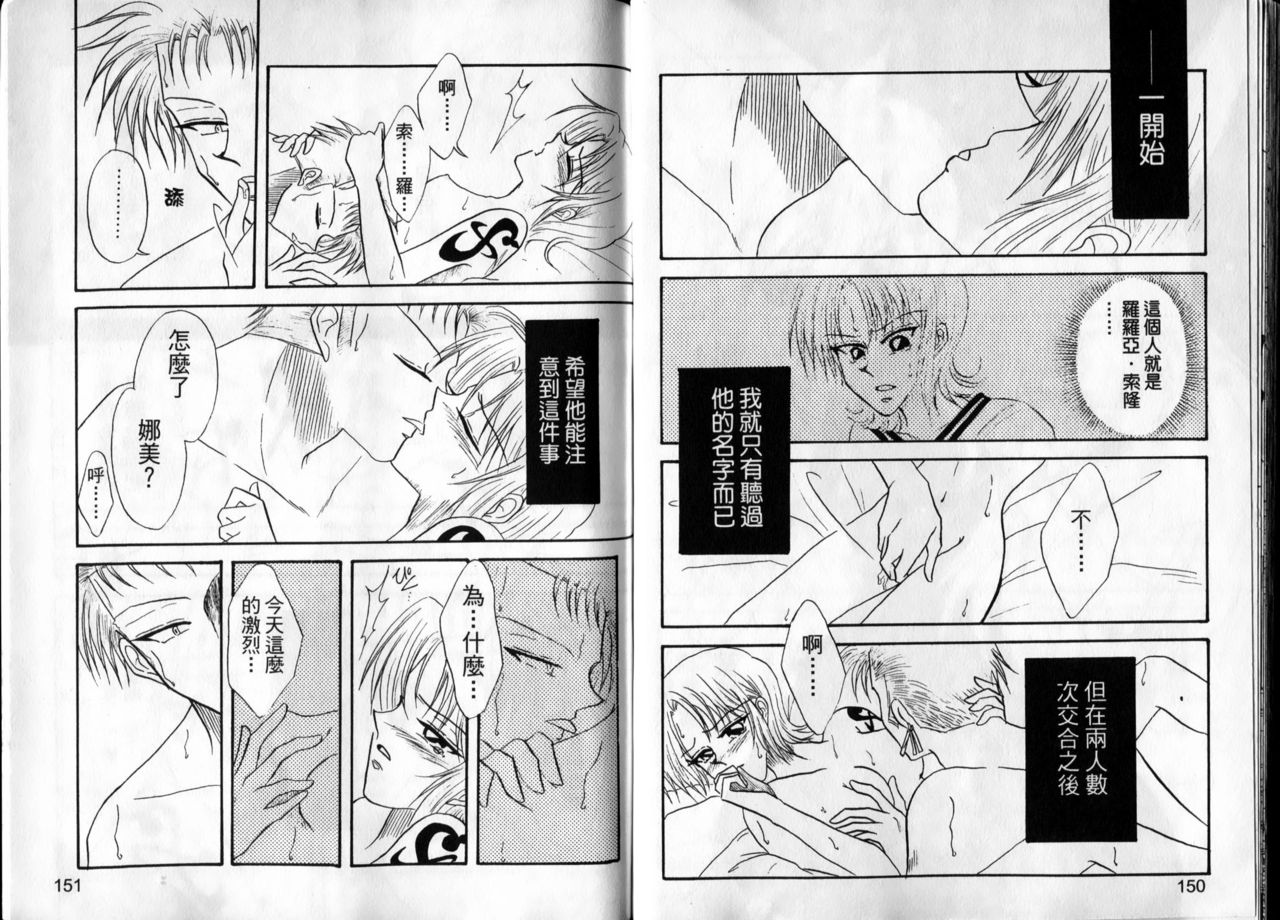 ——一開始
這個人就是
羅羅亞・索隆
……
我就只有聽過
他的名字而已
不……
啊……
但在兩人數
次交合之後
150
啊……
索……羅…
舔
………
希望他能注
意到這件事
怎麼了
娜美?
呼……
為…什麼…
ぴく
今天這麼
的激烈…
151